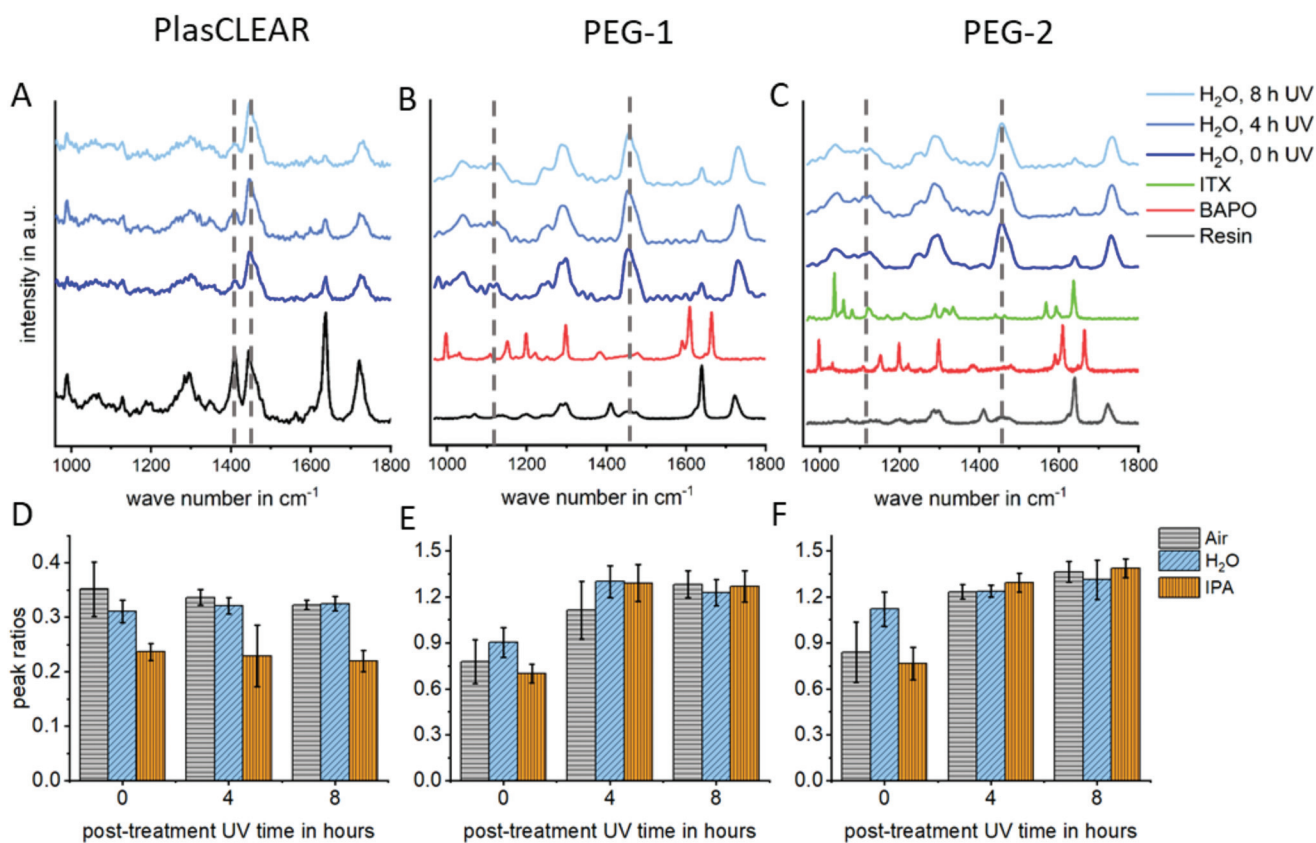 PlasCLEAR
PEG-1
PEG-2
A
B
C
H₂O, 8 h UV
H₂O, 4 h UV
H₂O, 0 h UV
ITX
BAPO
Resin
intensity in a.u.
1000 1200 1400 1600 1800
1000 1200 1400 1600 1800
1000 1200 1400 1600 1800
wave number in cm⁻¹
wave number in cm⁻¹
wave number in cm⁻¹
D
E
F
Air
H₂O
IPA
peak ratios
0.4
0.3
0.2
0.1
0.0
1.5
1.2
0.9
0.6
0.3
0.0
1.5
1.2
0.9
0.6
0.3
0.0
0 4 8
0 4 8
0 4 8
post-treatment UV time in hours
post-treatment UV time in hours
post-treatment UV time in hours